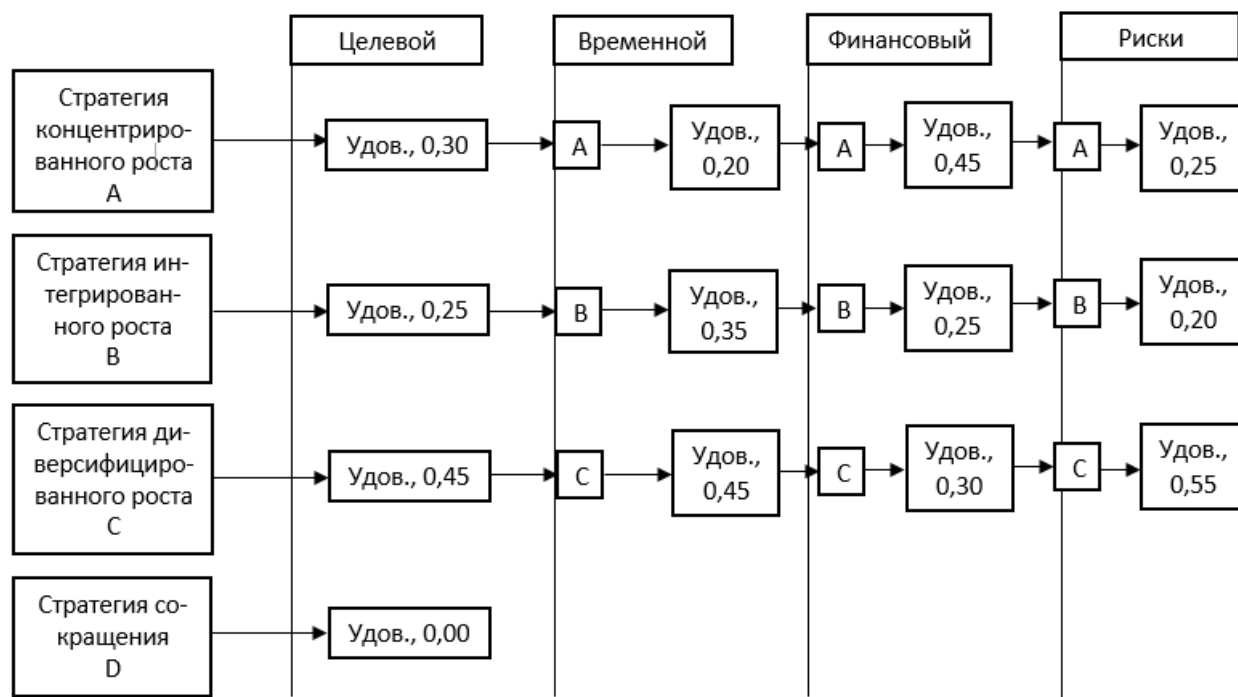 Целевой
Временной
Финансовый
Риски
Стратегия
концентриро-
ванного роста
A
Удов., 0,30
A
Удов.,
0,20
A
Удов.,
0,45
A
Удов.,
0,25
Стратегия ин-
тегрирован-
ного роста
B
Удов., 0,25
B
Удов.,
0,35
B
Удов.,
0,25
B
Удов.,
0,20
Стратегия ди-
версифициро-
ванного роста
C
Удов., 0,45
C
Удов.,
0,45
C
Удов.,
0,30
C
Удов.,
0,55
Стратегия со-
кращения
D
Удов., 0,00